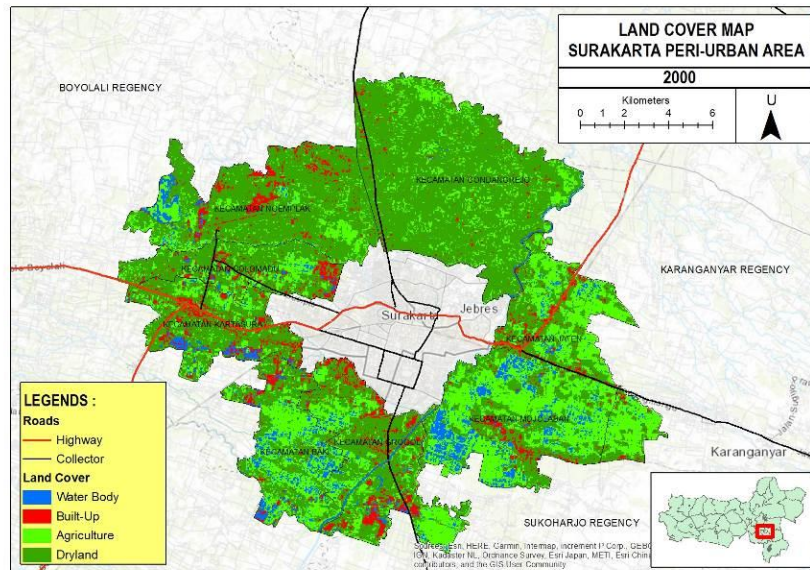 LAND COVER MAP
SURAKARTA PERI-URBAN AREA
2000
Kilometers
0 1 2 4 6
U
BOYOLALI REGENCY
KECAMATAN GONDANGREJO
KECAMATAN NGEMPLAK
KECAMATAN COLOMADU
Boyolali
KARANGANYAR REGENCY
Jebres
Surakarta
KECAMATAN KARTASURA
KECAMATAN JATEN
KECAMATAN MOJOLABAN
KECAMATAN GROGOL
KECAMATAN BAKI
Karanganyar
SUKOHARJO REGENCY
LEGENDS :
Roads
Highway
Collector
Land Cover
Water Body
Built-Up
Agriculture
Dryland
Sources: Esri, HERE, Garmin, Intermap, increment P Corp., GEBCO
IGN, Kadaster NL, Ordnance Survey, Esri Japan, METI, Esri China
contributors, and the GIS User Community